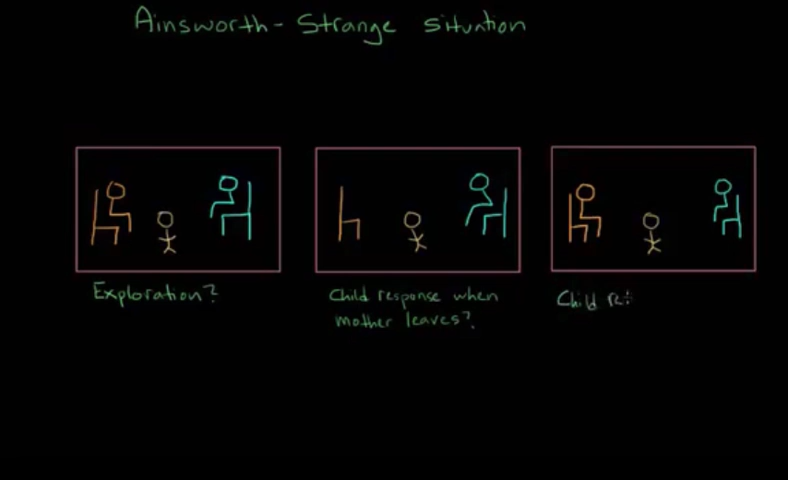 Ainsworth - Strange situation
Exploration?
Child response when
mother leaves?
Child